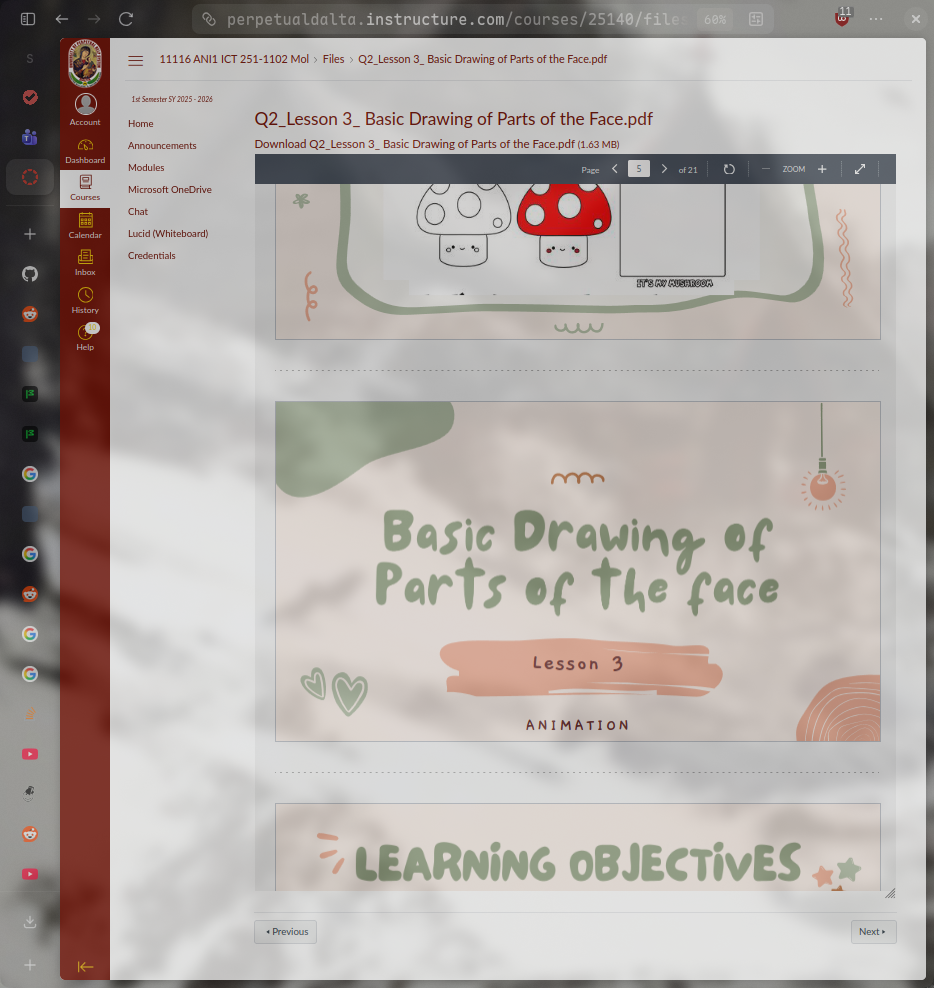 perpetualdalta.instructure.com/courses/25140/files
60%
11
S
11116 ANI1 ICT 251-1102 Mol › Files › Q2_Lesson 3_ Basic Drawing of Parts of the Face.pdf
1st Semester SY 2025 - 2026
Account
Dashboard
Courses
Calendar
Inbox
History
10
Help
Home
Announcements
Modules
Microsoft OneDrive
Chat
Lucid (Whiteboard)
Credentials
Q2_Lesson 3_ Basic Drawing of Parts of the Face.pdf
Download Q2_Lesson 3_ Basic Drawing of Parts of the Face.pdf (1.63 MB)
Page 5 of 21 ZOOM
IT'S MY MUSHROOM
Basic Drawing of
Parts of the face
Lesson 3
ANIMATION
LEARNING OBJECTIVES
Previous
Next